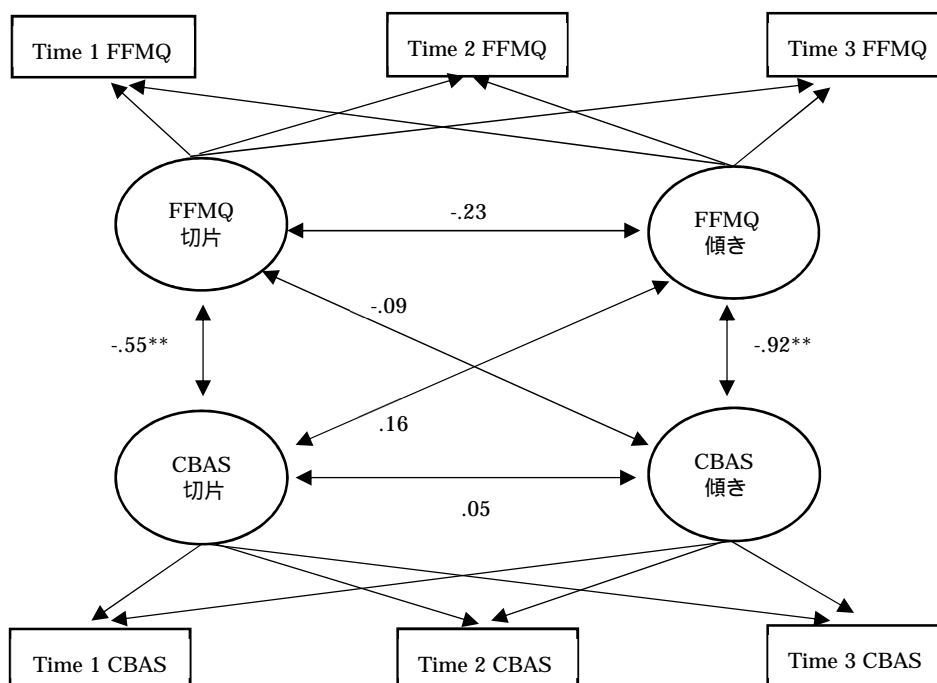 Time 1 FFMQ
Time 2 FFMQ
Time 3 FFMQ
FFMQ
切片
-.23
FFMQ
傾き
-.09
-.55**
-.92**
.16
CBAS
切片
CBAS
傾き
.05
Time 1 CBAS
Time 2 CBAS
Time 3 CBAS